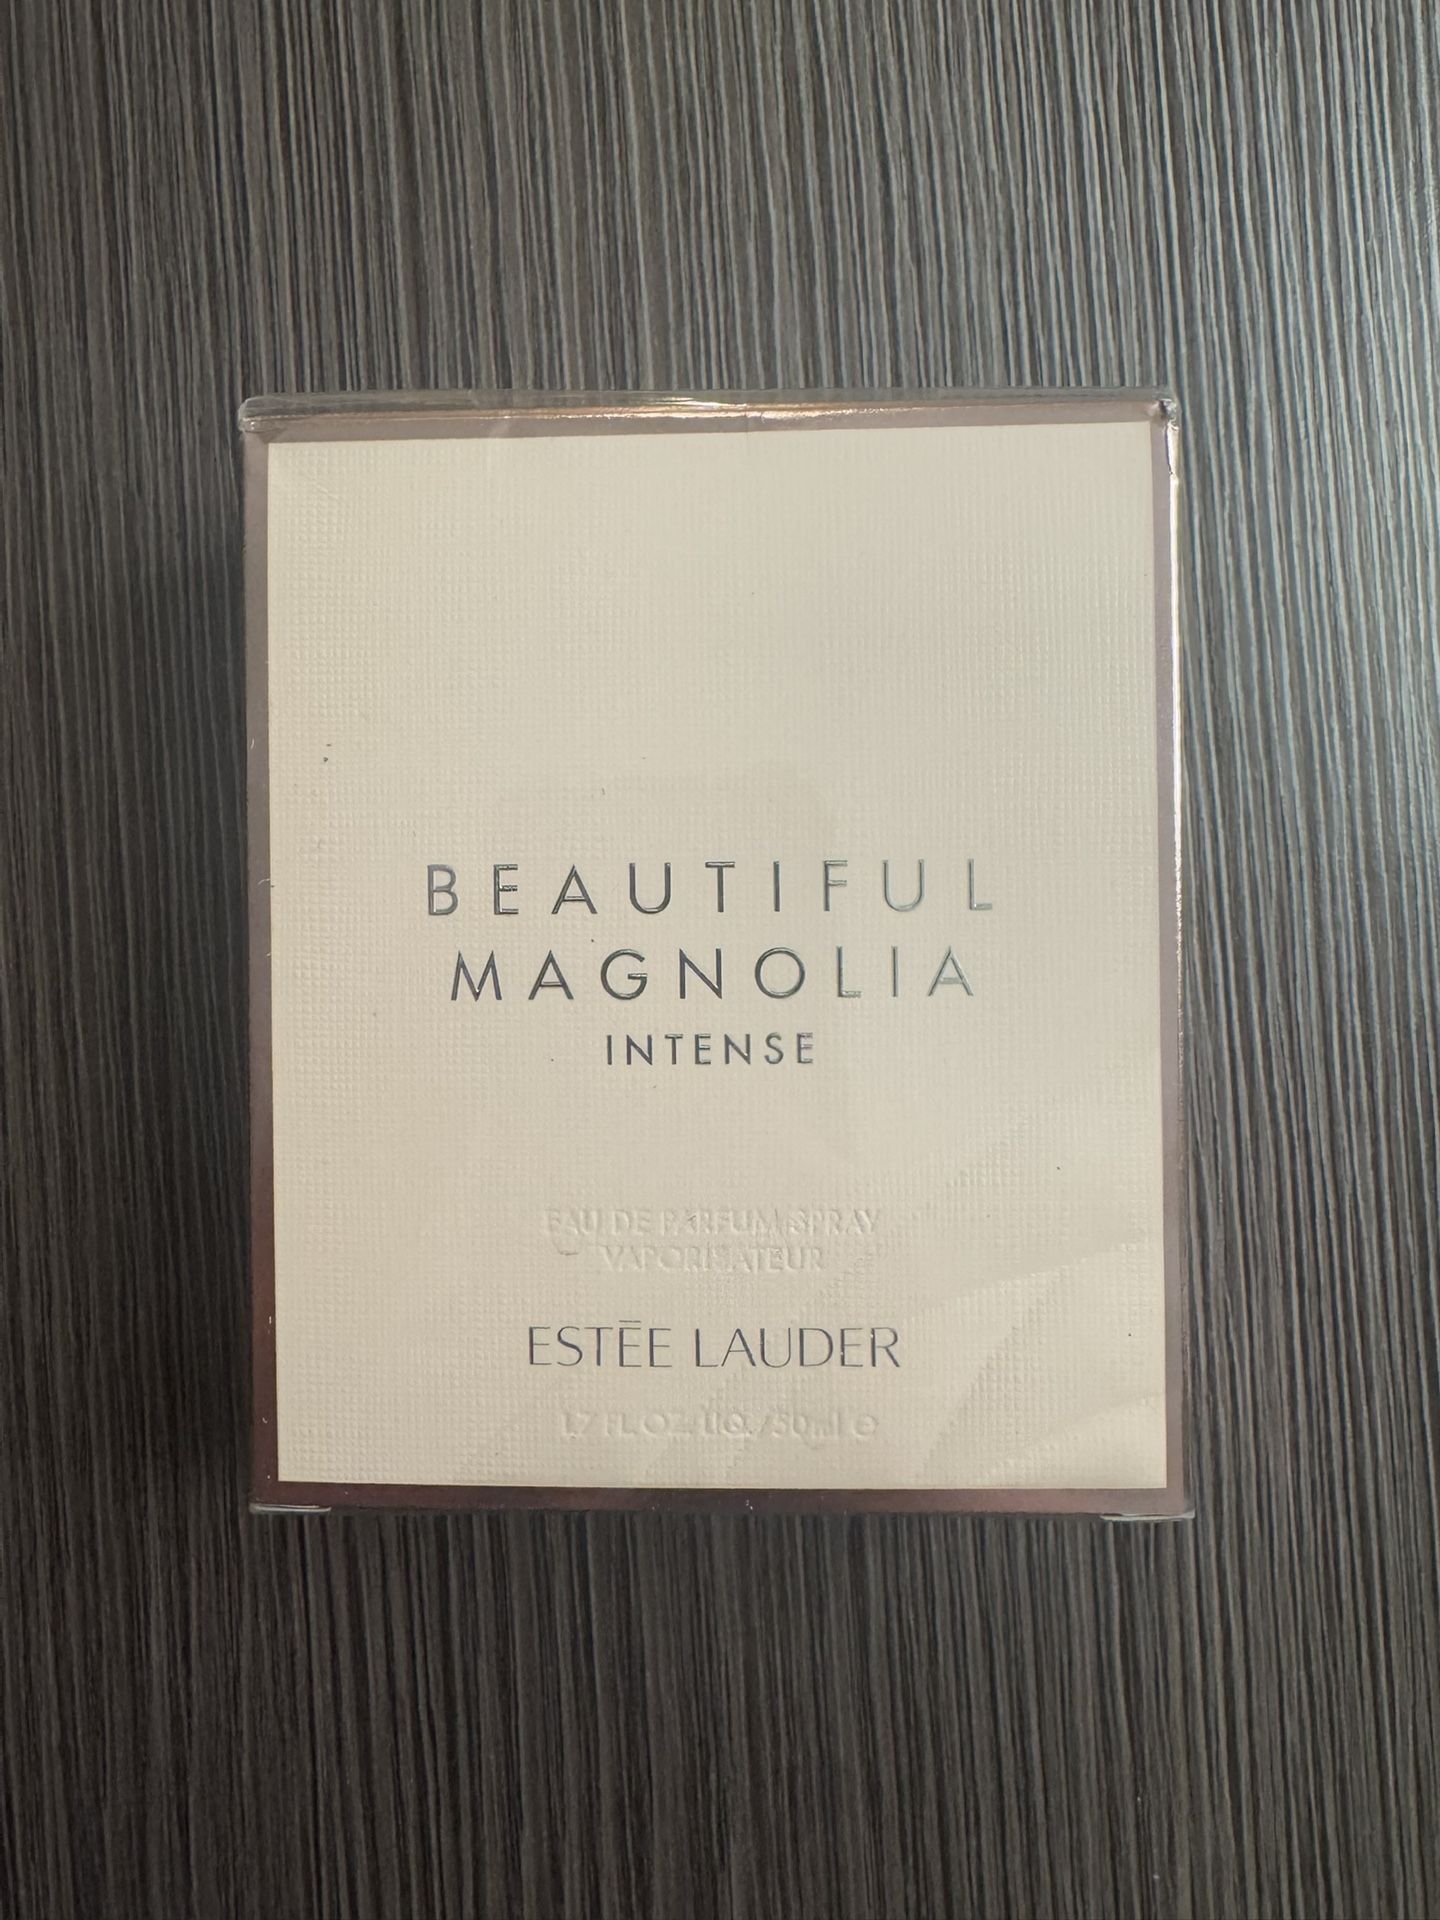 BEAUTIFUL
MAGNOLIA
INTENSE
EAU DE PARFUM SPRAY
VAPORISATEUR
ESTĒE LAUDER
1.7 FL.OZ.LIQ./50 ml ℮